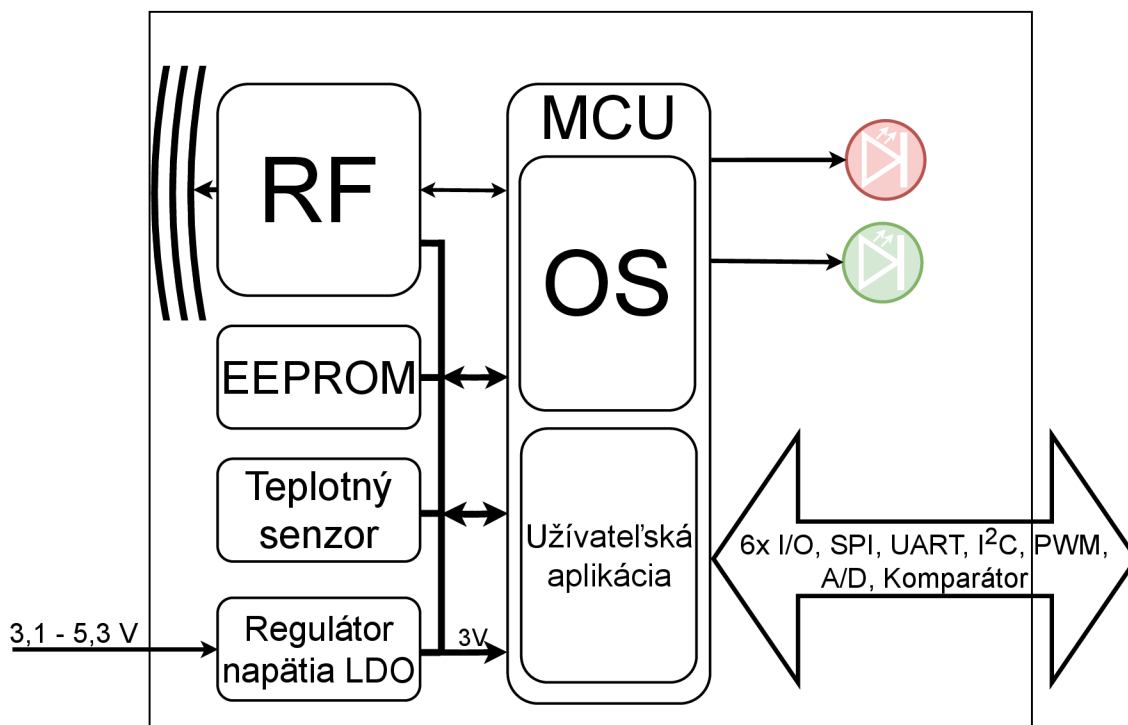 MCU
RF
OS
EEPROM
Teplotný
senzor
Užívateľská
aplikácia
6x I/O, SPI, UART, I²C, PWM,
A/D, Komparátor
3,1 - 5,3 V
Regulátor
napätia LDO
3V